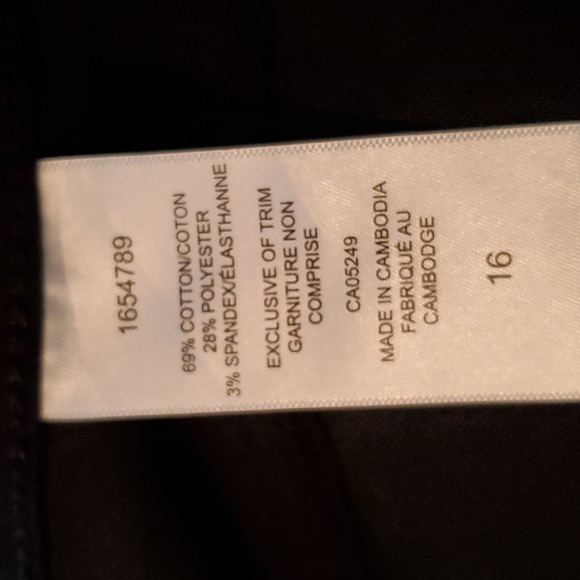 1654789
69% COTTON/COTON
28% POLYESTER
3% SPANDEX/ÉLASTHANNE
EXCLUSIVE OF TRIM
GARNITURE NON
COMPRISE
CA05249
MADE IN CAMBODIA
FABRIQUÉ AU
CAMBODGE
16